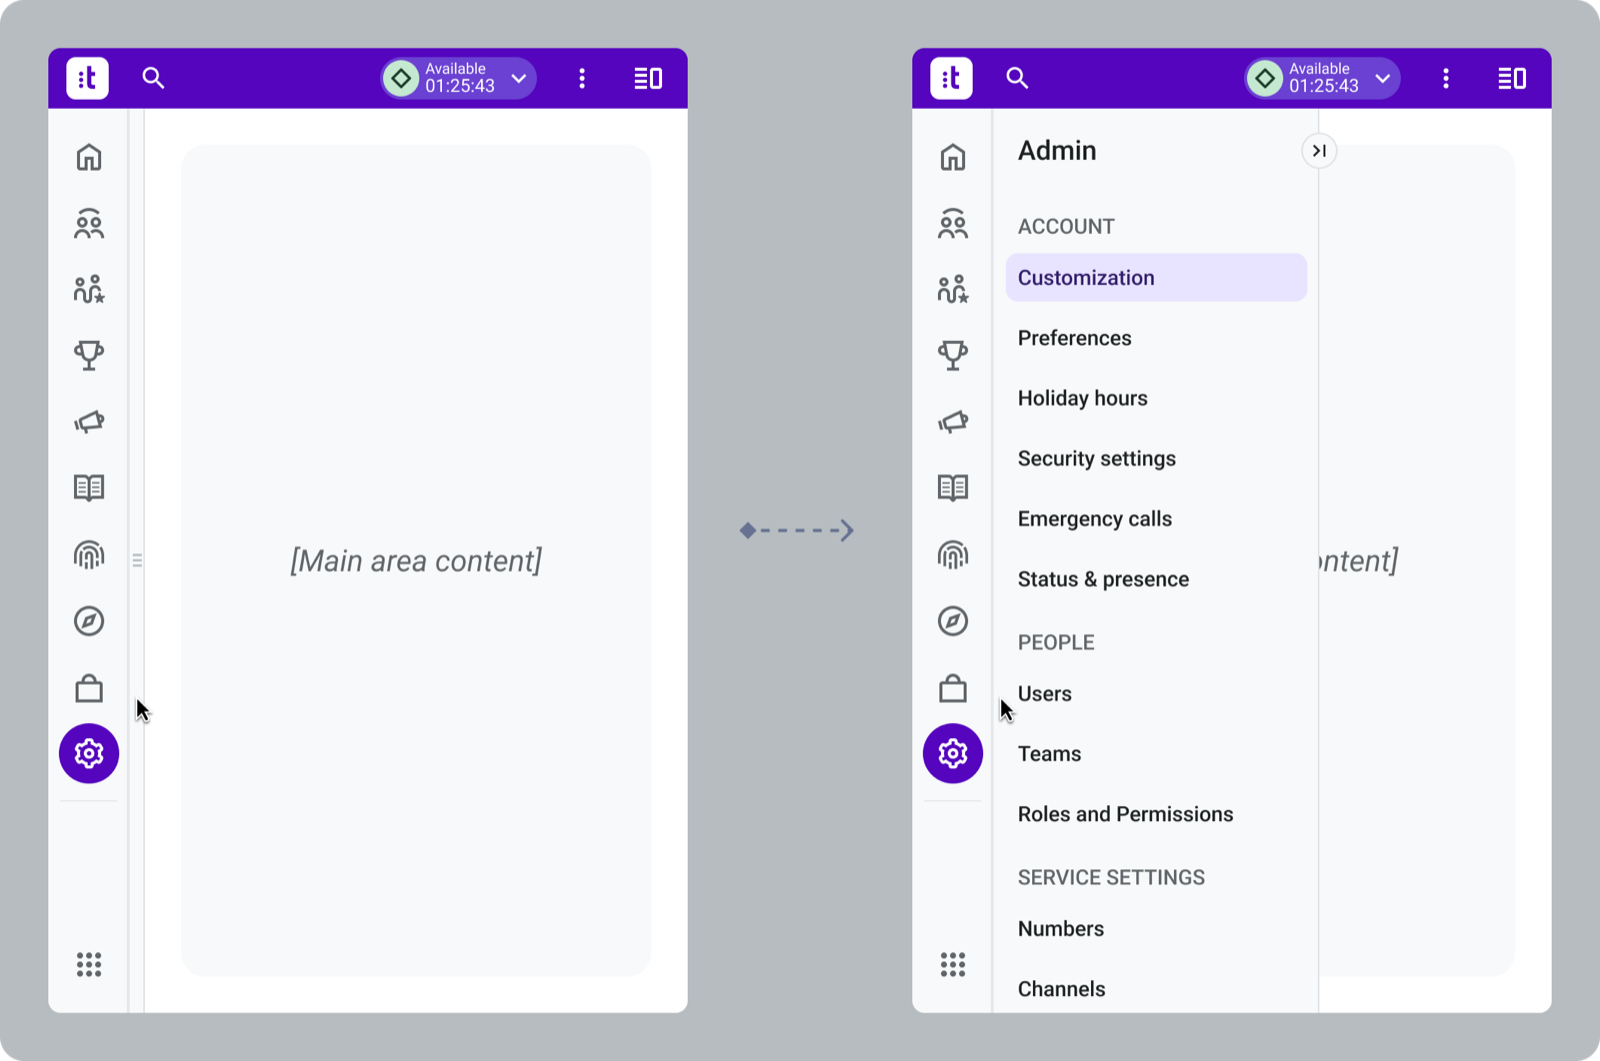 :t
Available
01:25:43
[Main area content]
:t
Available
01:25:43
Admin
ACCOUNT
Customization
Preferences
Holiday hours
Security settings
Emergency calls
Status & presence
PEOPLE
Users
Teams
Roles and Permissions
SERVICE SETTINGS
Numbers
Channels
ontent]